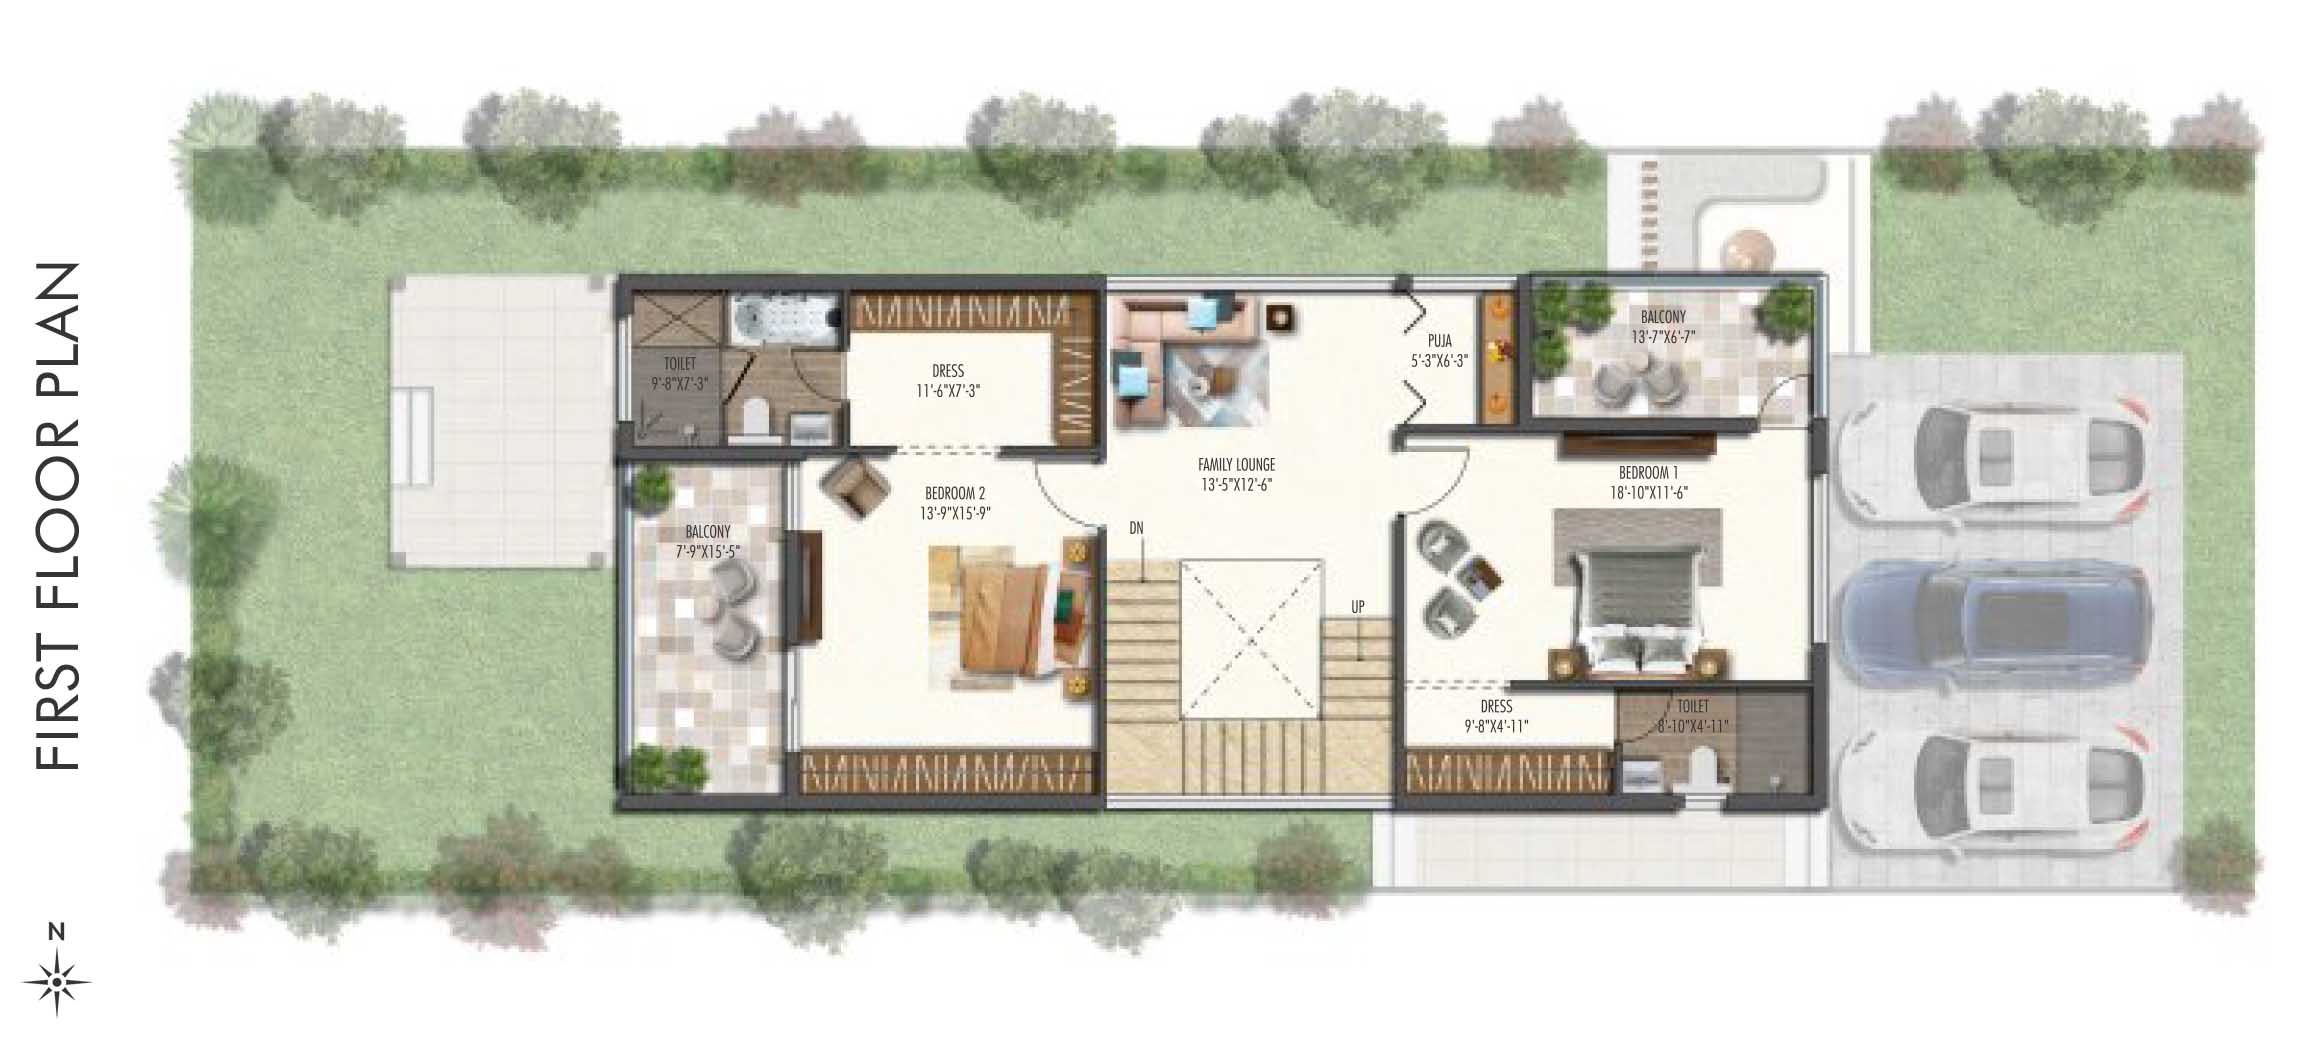 FIRST FLOOR PLAN
N
TOILET
9'-8"X7'-3"
DRESS
11'-6"X7'-3"
BALCONY
7'-9"X15'-5"
BEDROOM 2
13'-9"X15'-9"
FAMILY LOUNGE
13'-5"X12'-6"
DN
UP
PUJA
5'-3"X6'-3"
BALCONY
13'-7"X6'-7"
BEDROOM 1
18'-10"X11'-6"
DRESS
9'-8"X4'-11"
TOILET
8'-10"X4'-11"